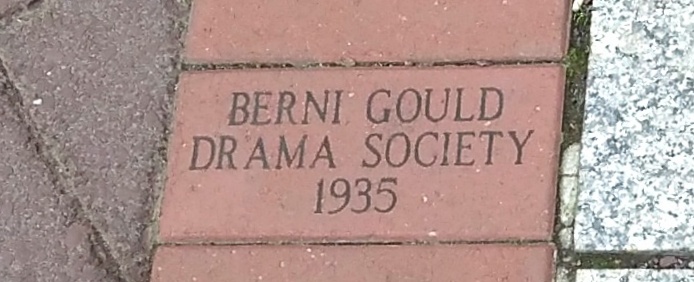 BERNI GOULD
DRAMA SOCIETY
1935